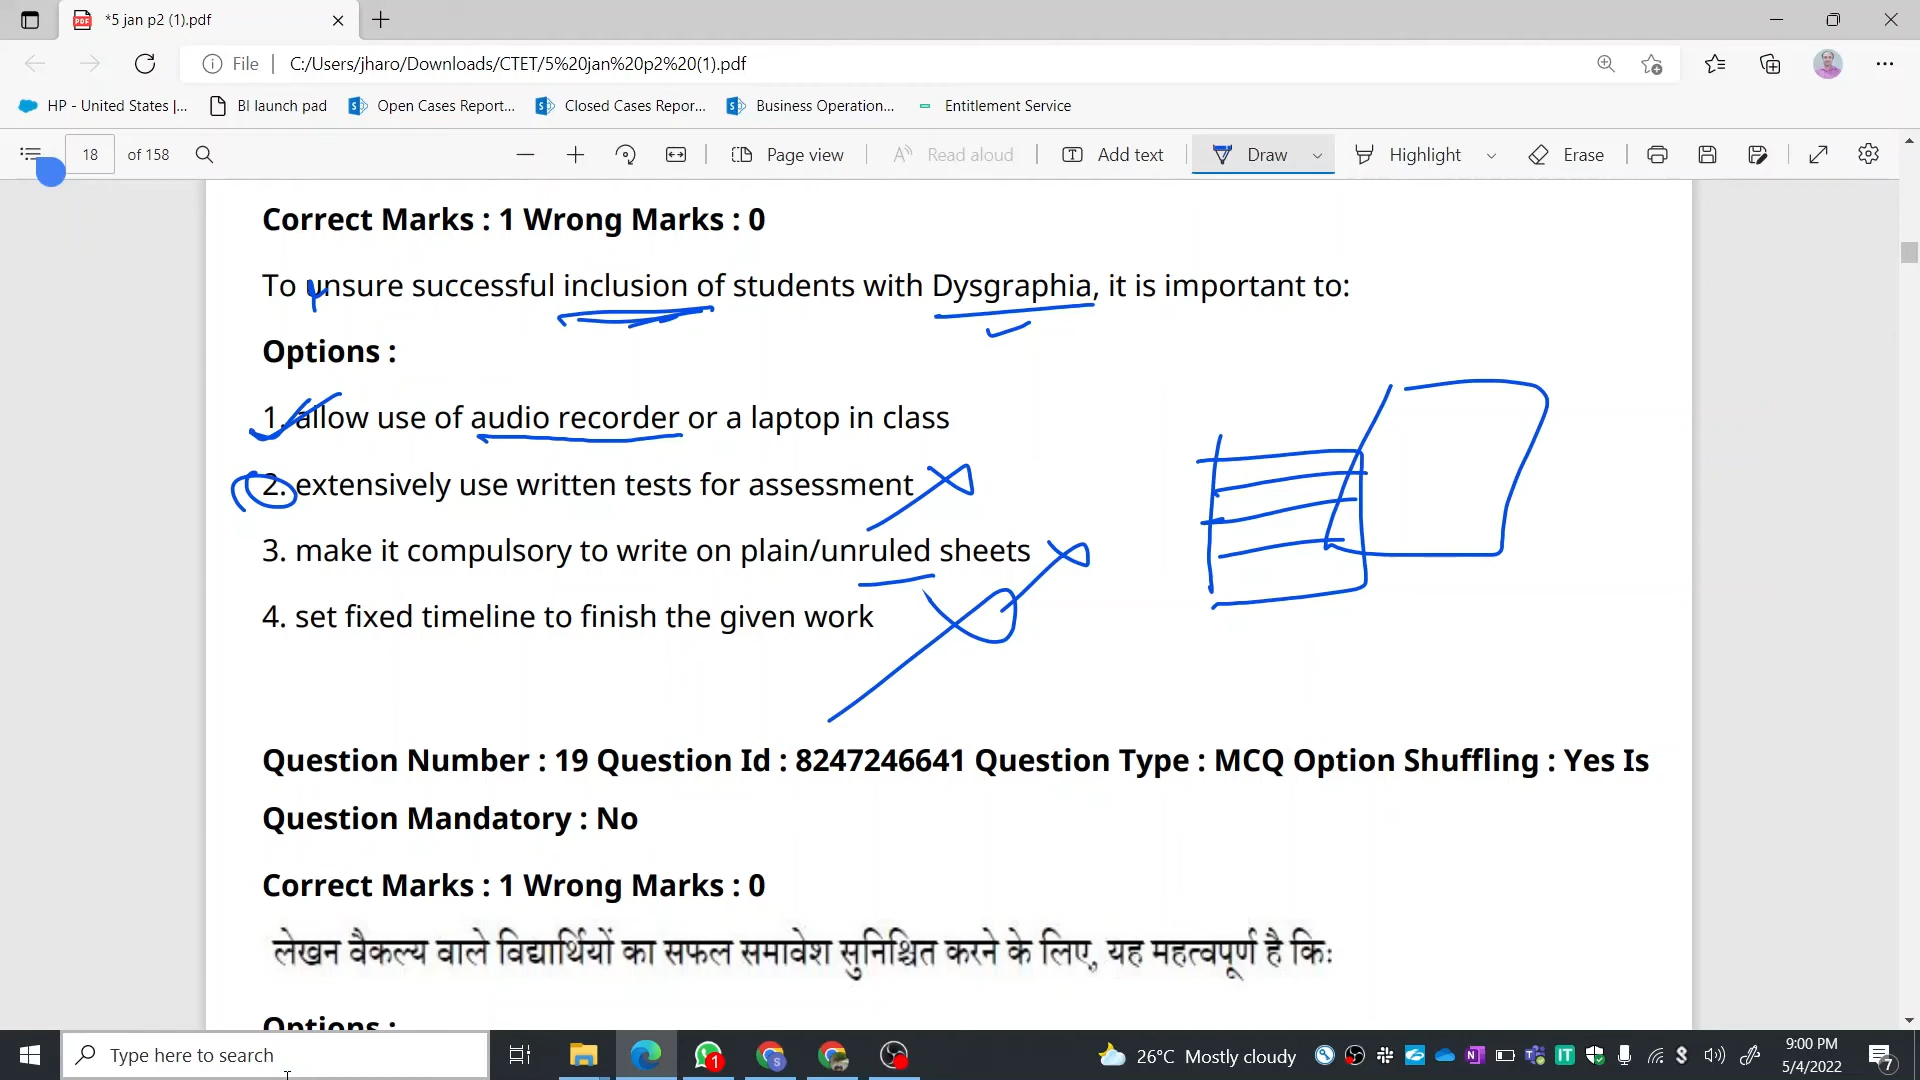 *5 jan p2 (1).pdf
File C:/Users/jharo/Downloads/CTET/5%20jan%20p2%20(1).pdf
HP - United States |... BI launch pad Open Cases Report... Closed Cases Repor... Business Operation... Entitlement Service
18 of 158 Page view Read aloud Add text Draw Highlight Erase
Correct Marks : 1 Wrong Marks : 0
To unsure successful inclusion of students with Dysgraphia, it is important to:
Options :
1. allow use of audio recorder or a laptop in class
2. extensively use written tests for assessment
3. make it compulsory to write on plain/unruled sheets
4. set fixed timeline to finish the given work
Question Number : 19 Question Id : 8247246641 Question Type : MCQ Option Shuffling : Yes Is
Question Mandatory : No
Correct Marks : 1 Wrong Marks : 0
लेखन वैकल्य वाले विद्यार्थियों का सफल समावेश सुनिश्चित करने के लिए, यह महत्वपूर्ण है कि:
Options :
Type here to search 1 26°C Mostly cloudy 9:00 PM
5/4/2022 7